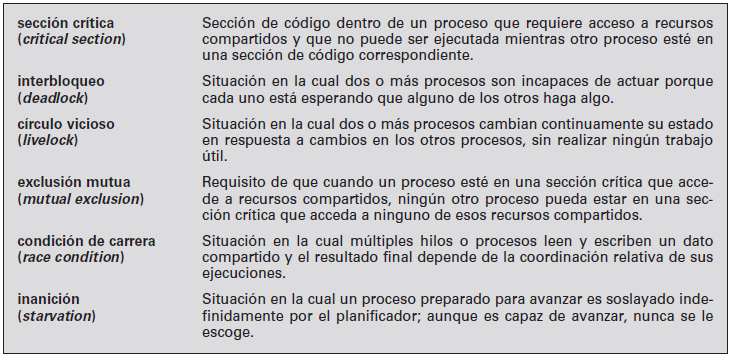 sección crítica
(critical section)
Sección de código dentro de un proceso que requiere acceso a recursos
compartidos y que no puede ser ejecutada mientras otro proceso esté en
una sección de código correspondiente.
interbloqueo
(deadlock)
Situación en la cual dos o más procesos son incapaces de actuar porque
cada uno está esperando que alguno de los otros haga algo.
círculo vicioso
(livelock)
Situación en la cual dos o más procesos cambian continuamente su estado
en respuesta a cambios en los otros procesos, sin realizar ningún trabajo
útil.
exclusión mutua
(mutual exclusion)
Requisito de que cuando un proceso esté en una sección crítica que acce-
de a recursos compartidos, ningún otro proceso pueda estar en una sec-
ción crítica que acceda a ninguno de esos recursos compartidos.
condición de carrera
(race condition)
Situación en la cual múltiples hilos o procesos leen y escriben un dato
compartido y el resultado final depende de la coordinación relativa de sus
ejecuciones.
inanición
(starvation)
Situación en la cual un proceso preparado para avanzar es soslayado inde-
finidamente por el planificador; aunque es capaz de avanzar, nunca se le
escoge.